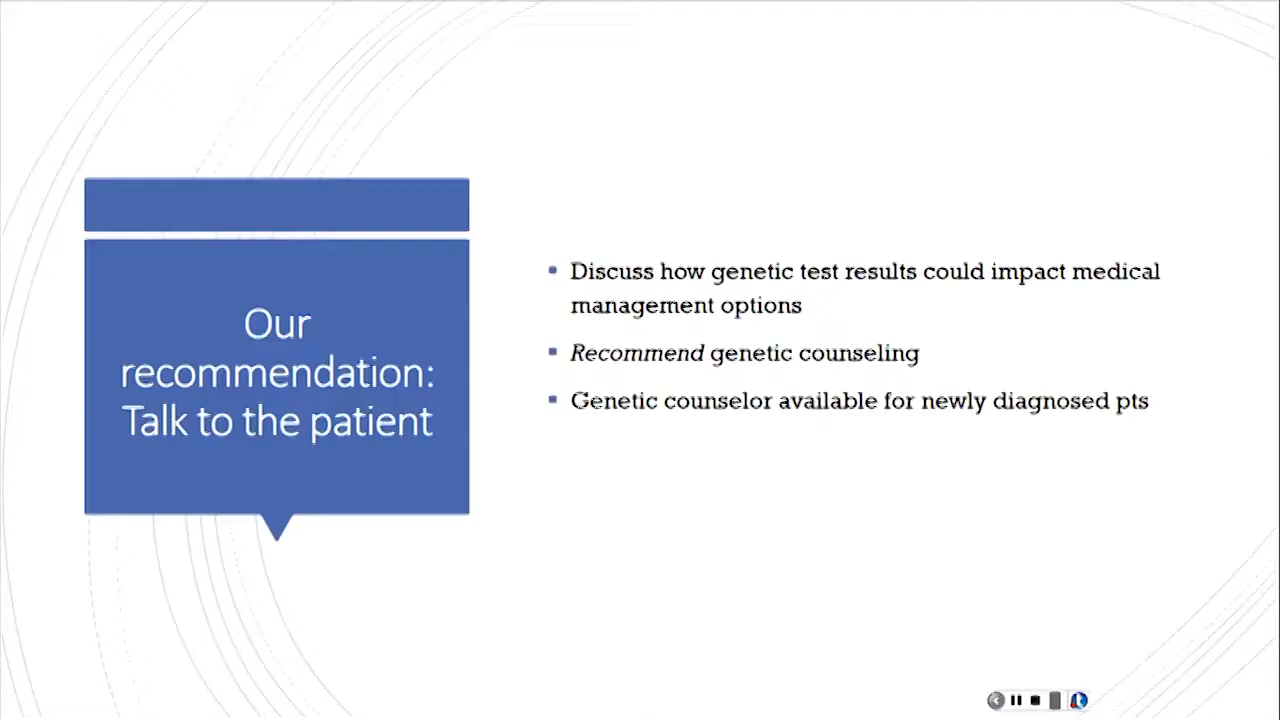 Our
recommendation:
Talk to the patient
Discuss how genetic test results could impact medical
management options
Recommend genetic counseling
Genetic counselor available for newly diagnosed pts